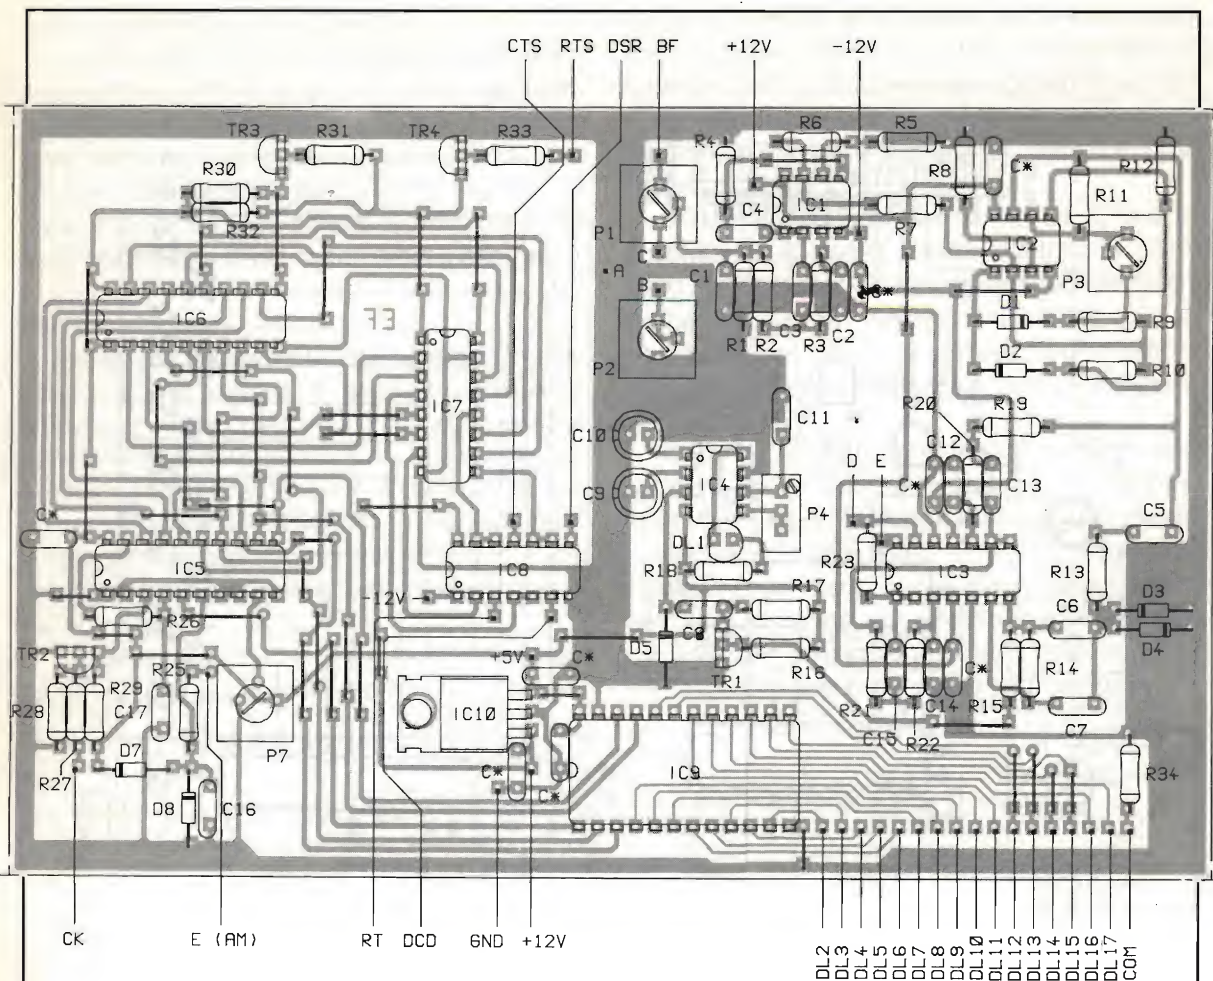 CTS RTS DSR BF +12V -12V
TR3 R31 TR4 R33 R4 R6 R5
R30 R8 C* R12
R32 R11
P1 C4 IC1 R7 IC2
C P3
A C1
B C*
IC6 D1
R1 R2 C3 R3 C2 R9
P2 D2
R10
IC7
R20 R19
C11
C10 C12
D E
C9 IC4 C* C13
C* P4 C5
DL1
IC5 IC8 R18 R23 IC3 R13
R17 D3
-12V
R26 C8 C6
D5 D4
TR2 +5V C*
R25 R16 C* R14
R29 TR1
R28 C17 IC10 R21 C14 R15
C15 R22 C7
P7
D7 IC9 R34
R27 C*
C*
D8 C16
CK E (AM) RT DCD GND +12V
DL2
DL3
DL4
DL5
DL6
DL7
DL8
DL9
DL10
DL11
DL12
DL13
DL14
DL15
DL16
DL17
COM